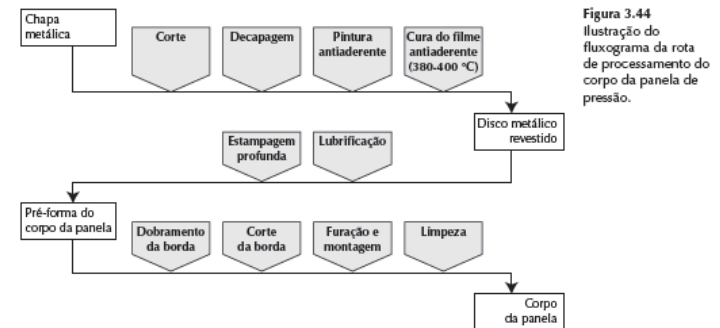 Chapa
metálica
Corte
Decapagem
Pintura
antiaderente
Cura do filme
antiaderente
(380-400 °C)
Figura 3.44
Ilustração do
fluxograma da rota
de processamento do
corpo da panela de
pressão.
Disco metálico
revestido
Estampagem
profunda
Lubrificação
Pré-forma do
corpo da panela
Dobramento
da borda
Corte
da borda
Furação e
montagem
Limpeza
Corpo
da panela